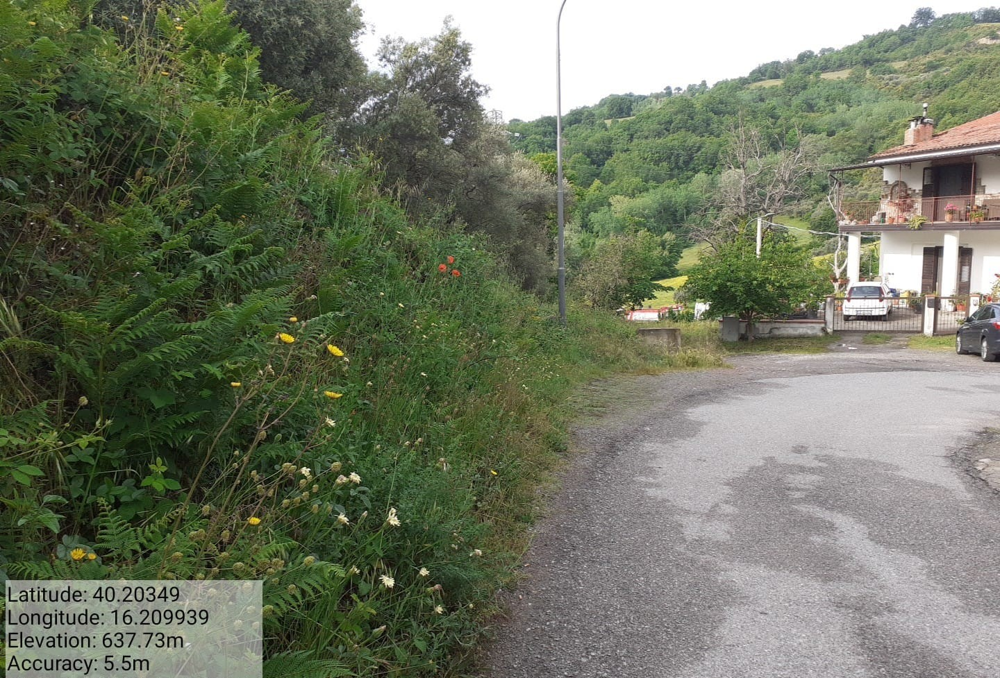 Latitude: 40.20349
Longitude: 16.209939
Elevation: 637.73m
Accuracy: 5.5m